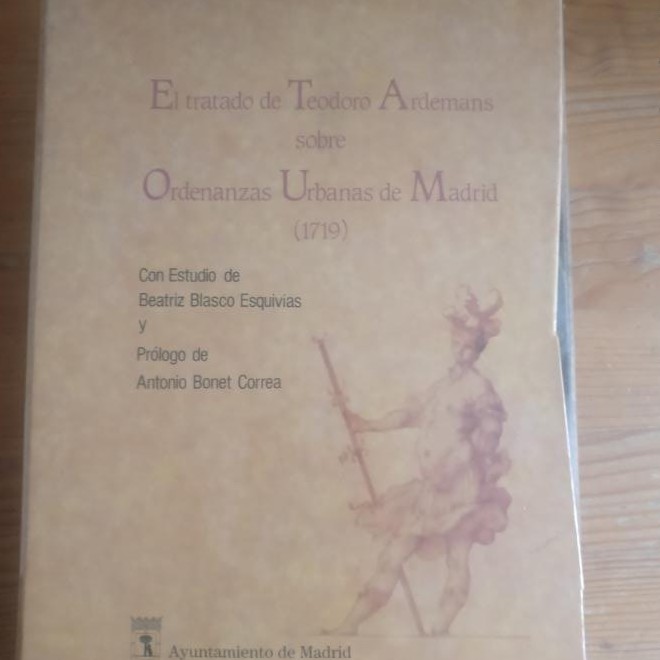 El tratado de Teodoro Ardemans
sobre
Ordenanzas Urbanas de Madrid
(1719)
Con Estudio de
Beatriz Blasco Esquivias
y
Prólogo de
Antonio Bonet Correa
Ayuntamiento de Madrid